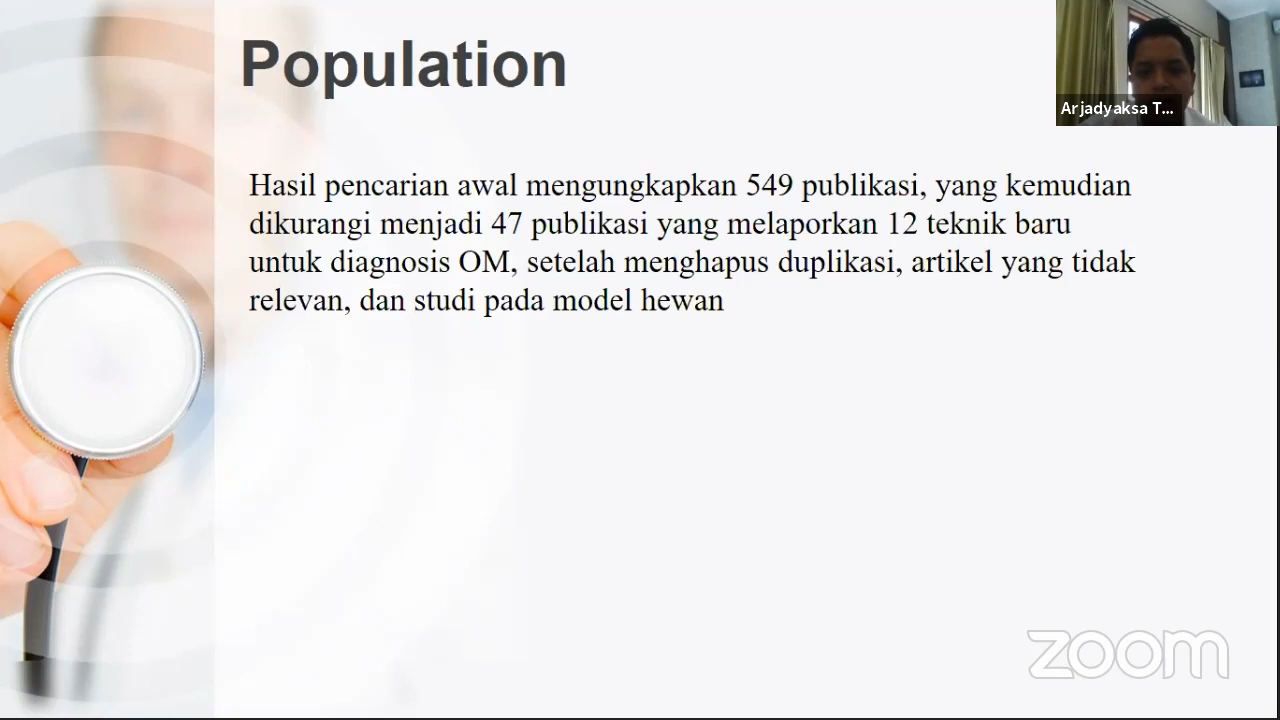 Population
Arjadyaksa T...
Hasil pencarian awal mengungkapkan 549 publikasi, yang kemudian
dikurangi menjadi 47 publikasi yang melaporkan 12 teknik baru
untuk diagnosis OM, setelah menghapus duplikasi, artikel yang tidak
relevan, dan studi pada model hewan
zoom